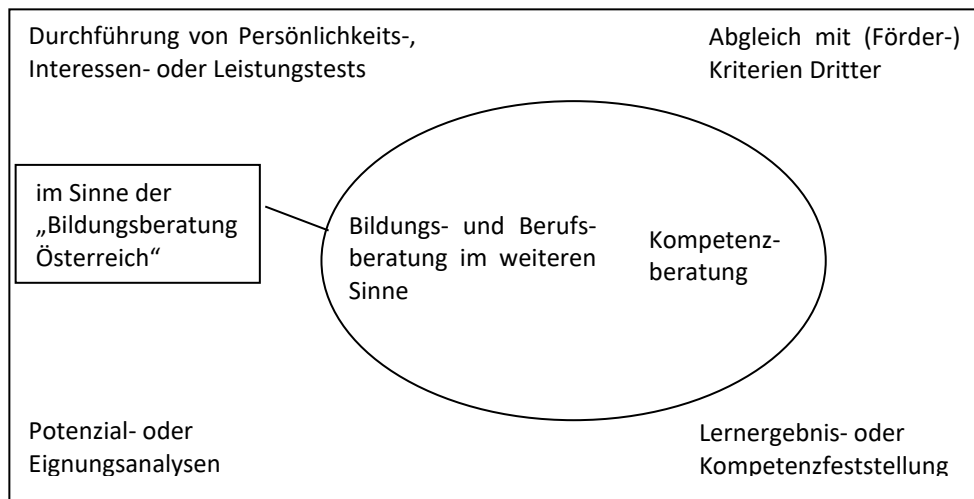 Durchführung von Persönlichkeits-,
Interessen- oder Leistungstests
Abgleich mit (Förder-)
Kriterien Dritter
im Sinne der
„Bildungsberatung
Österreich“
Bildungs- und Berufs-
beratung im weiteren
Sinne
Kompetenz-
beratung
Potenzial- oder
Eignungsanalysen
Lernergebnis- oder
Kompetenzfeststellung